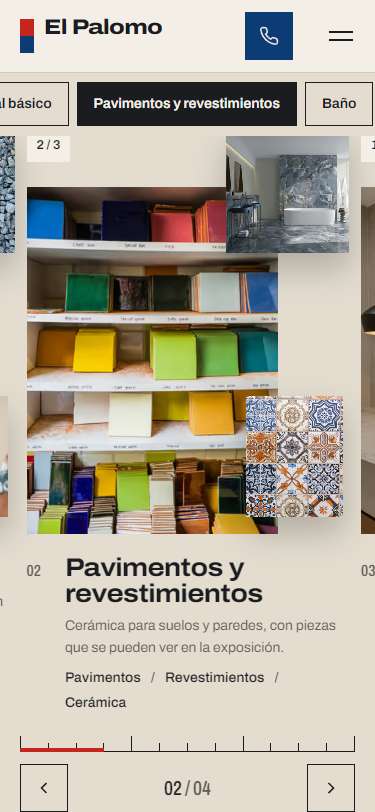 El Palomo
al básico
Pavimentos y revestimientos
Baño
2 / 3
02
Pavimentos y
revestimientos
03
Cerámica para suelos y paredes, con piezas
que se pueden ver en la exposición.
Pavimentos / Revestimientos /
Cerámica
02 / 04